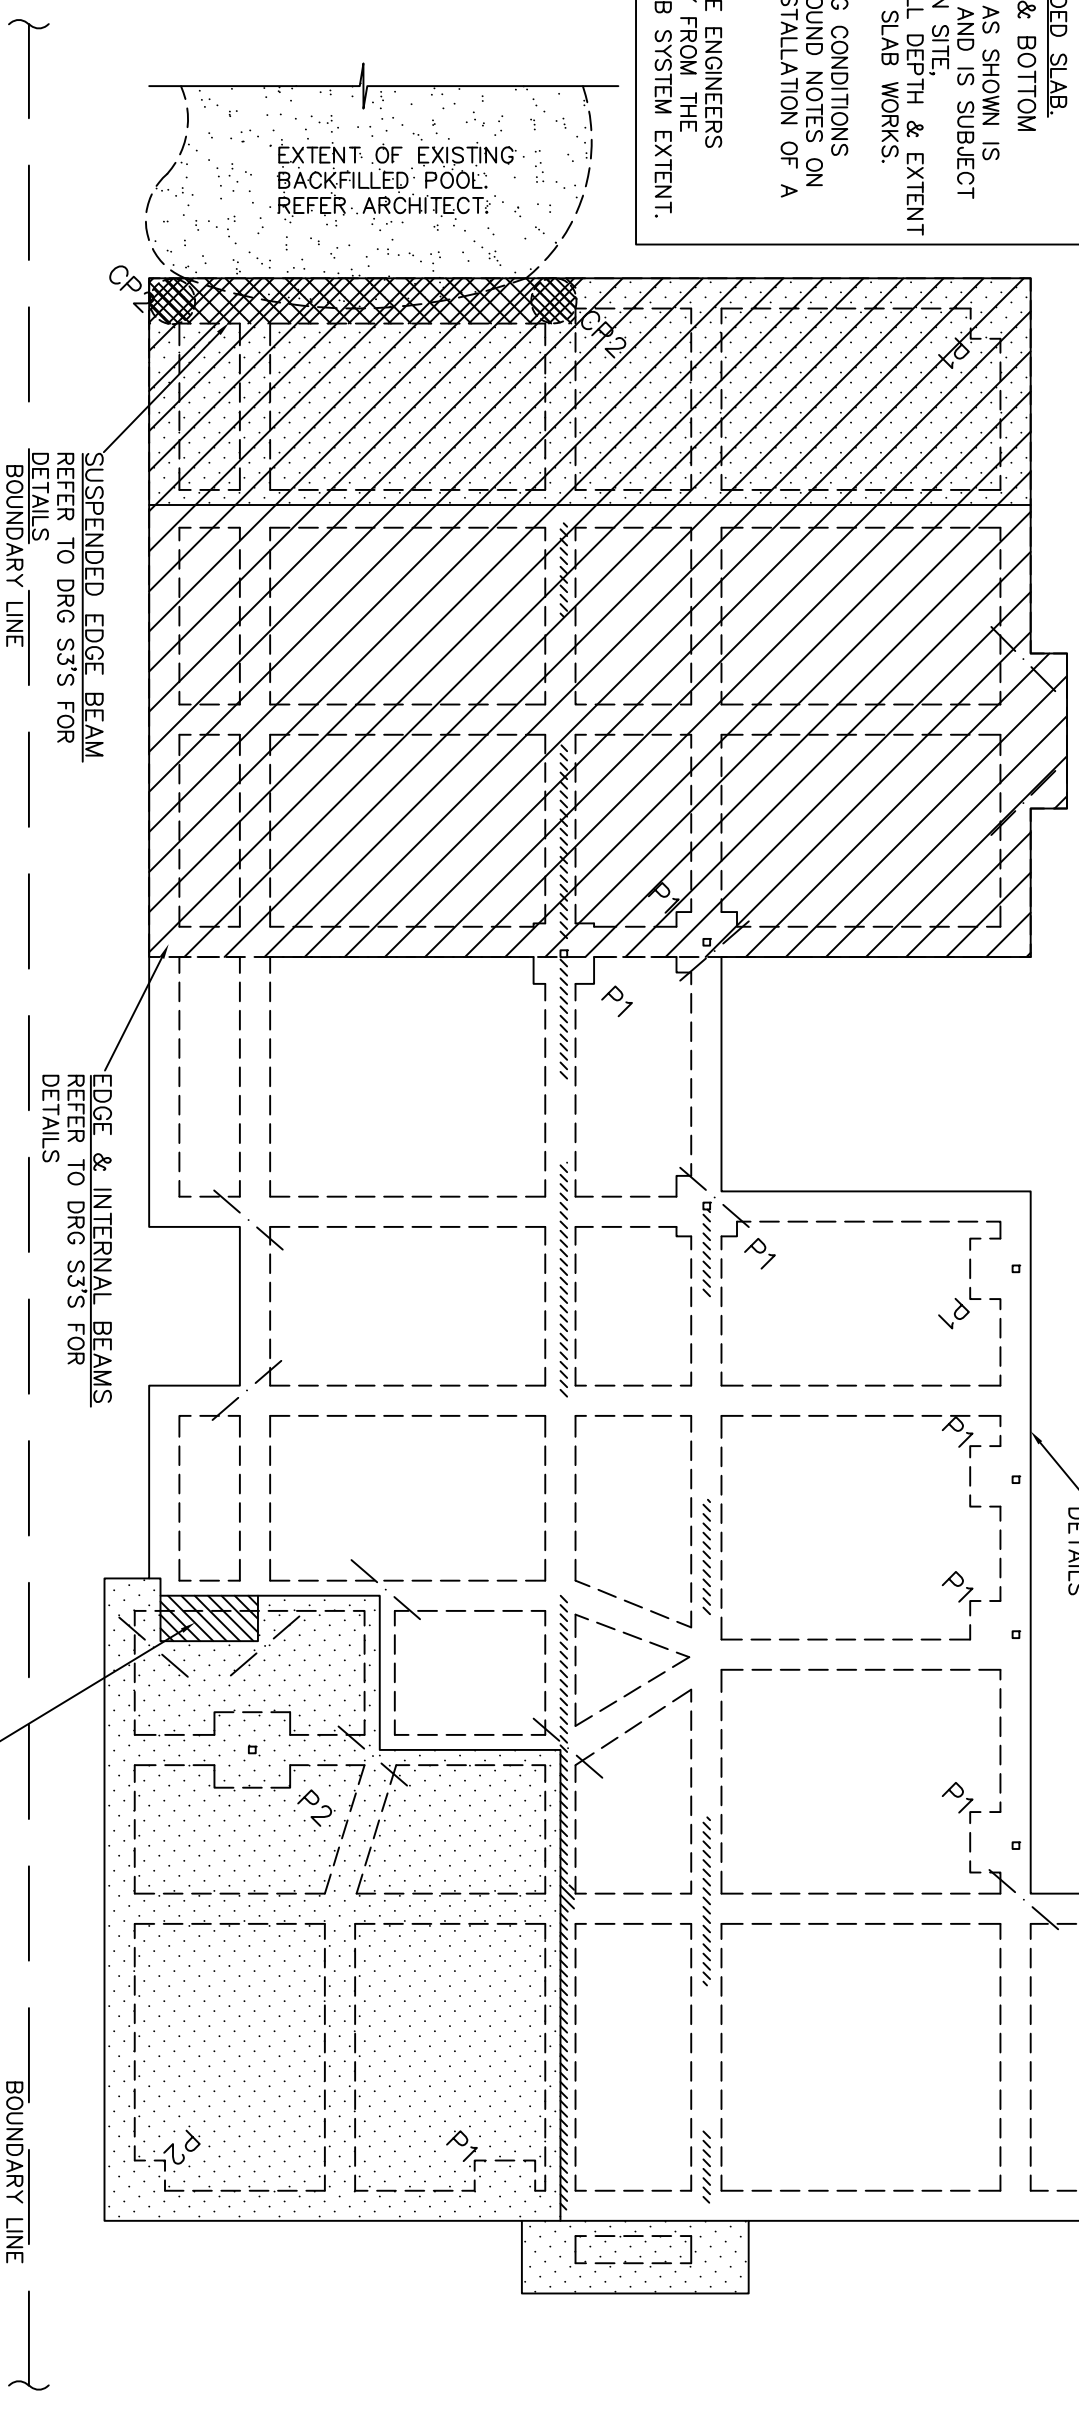 DED SLAB.
& BOTTOM
AS SHOWN IS
AND IS SUBJECT
N SITE,
LL DEPTH & EXTENT
SLAB WORKS.
G CONDITIONS
OUND NOTES ON
STALLATION OF A
E ENGINEERS
Y FROM THE
B SYSTEM EXTENT.
EXTENT OF EXISTING
BACKFILLED POOL.
REFER ARCHITECT.
CP2
CP2
P1
SUSPENDED EDGE BEAM
REFER TO DRG S3'S FOR
DETAILS
BOUNDARY LINE
P1
P1
EDGE & INTERNAL BEAMS
REFER TO DRG S3'S FOR
DETAILS
P1
P1
P1
DETAILS
P1
P1
P2
P2
P1
BOUNDARY LINE